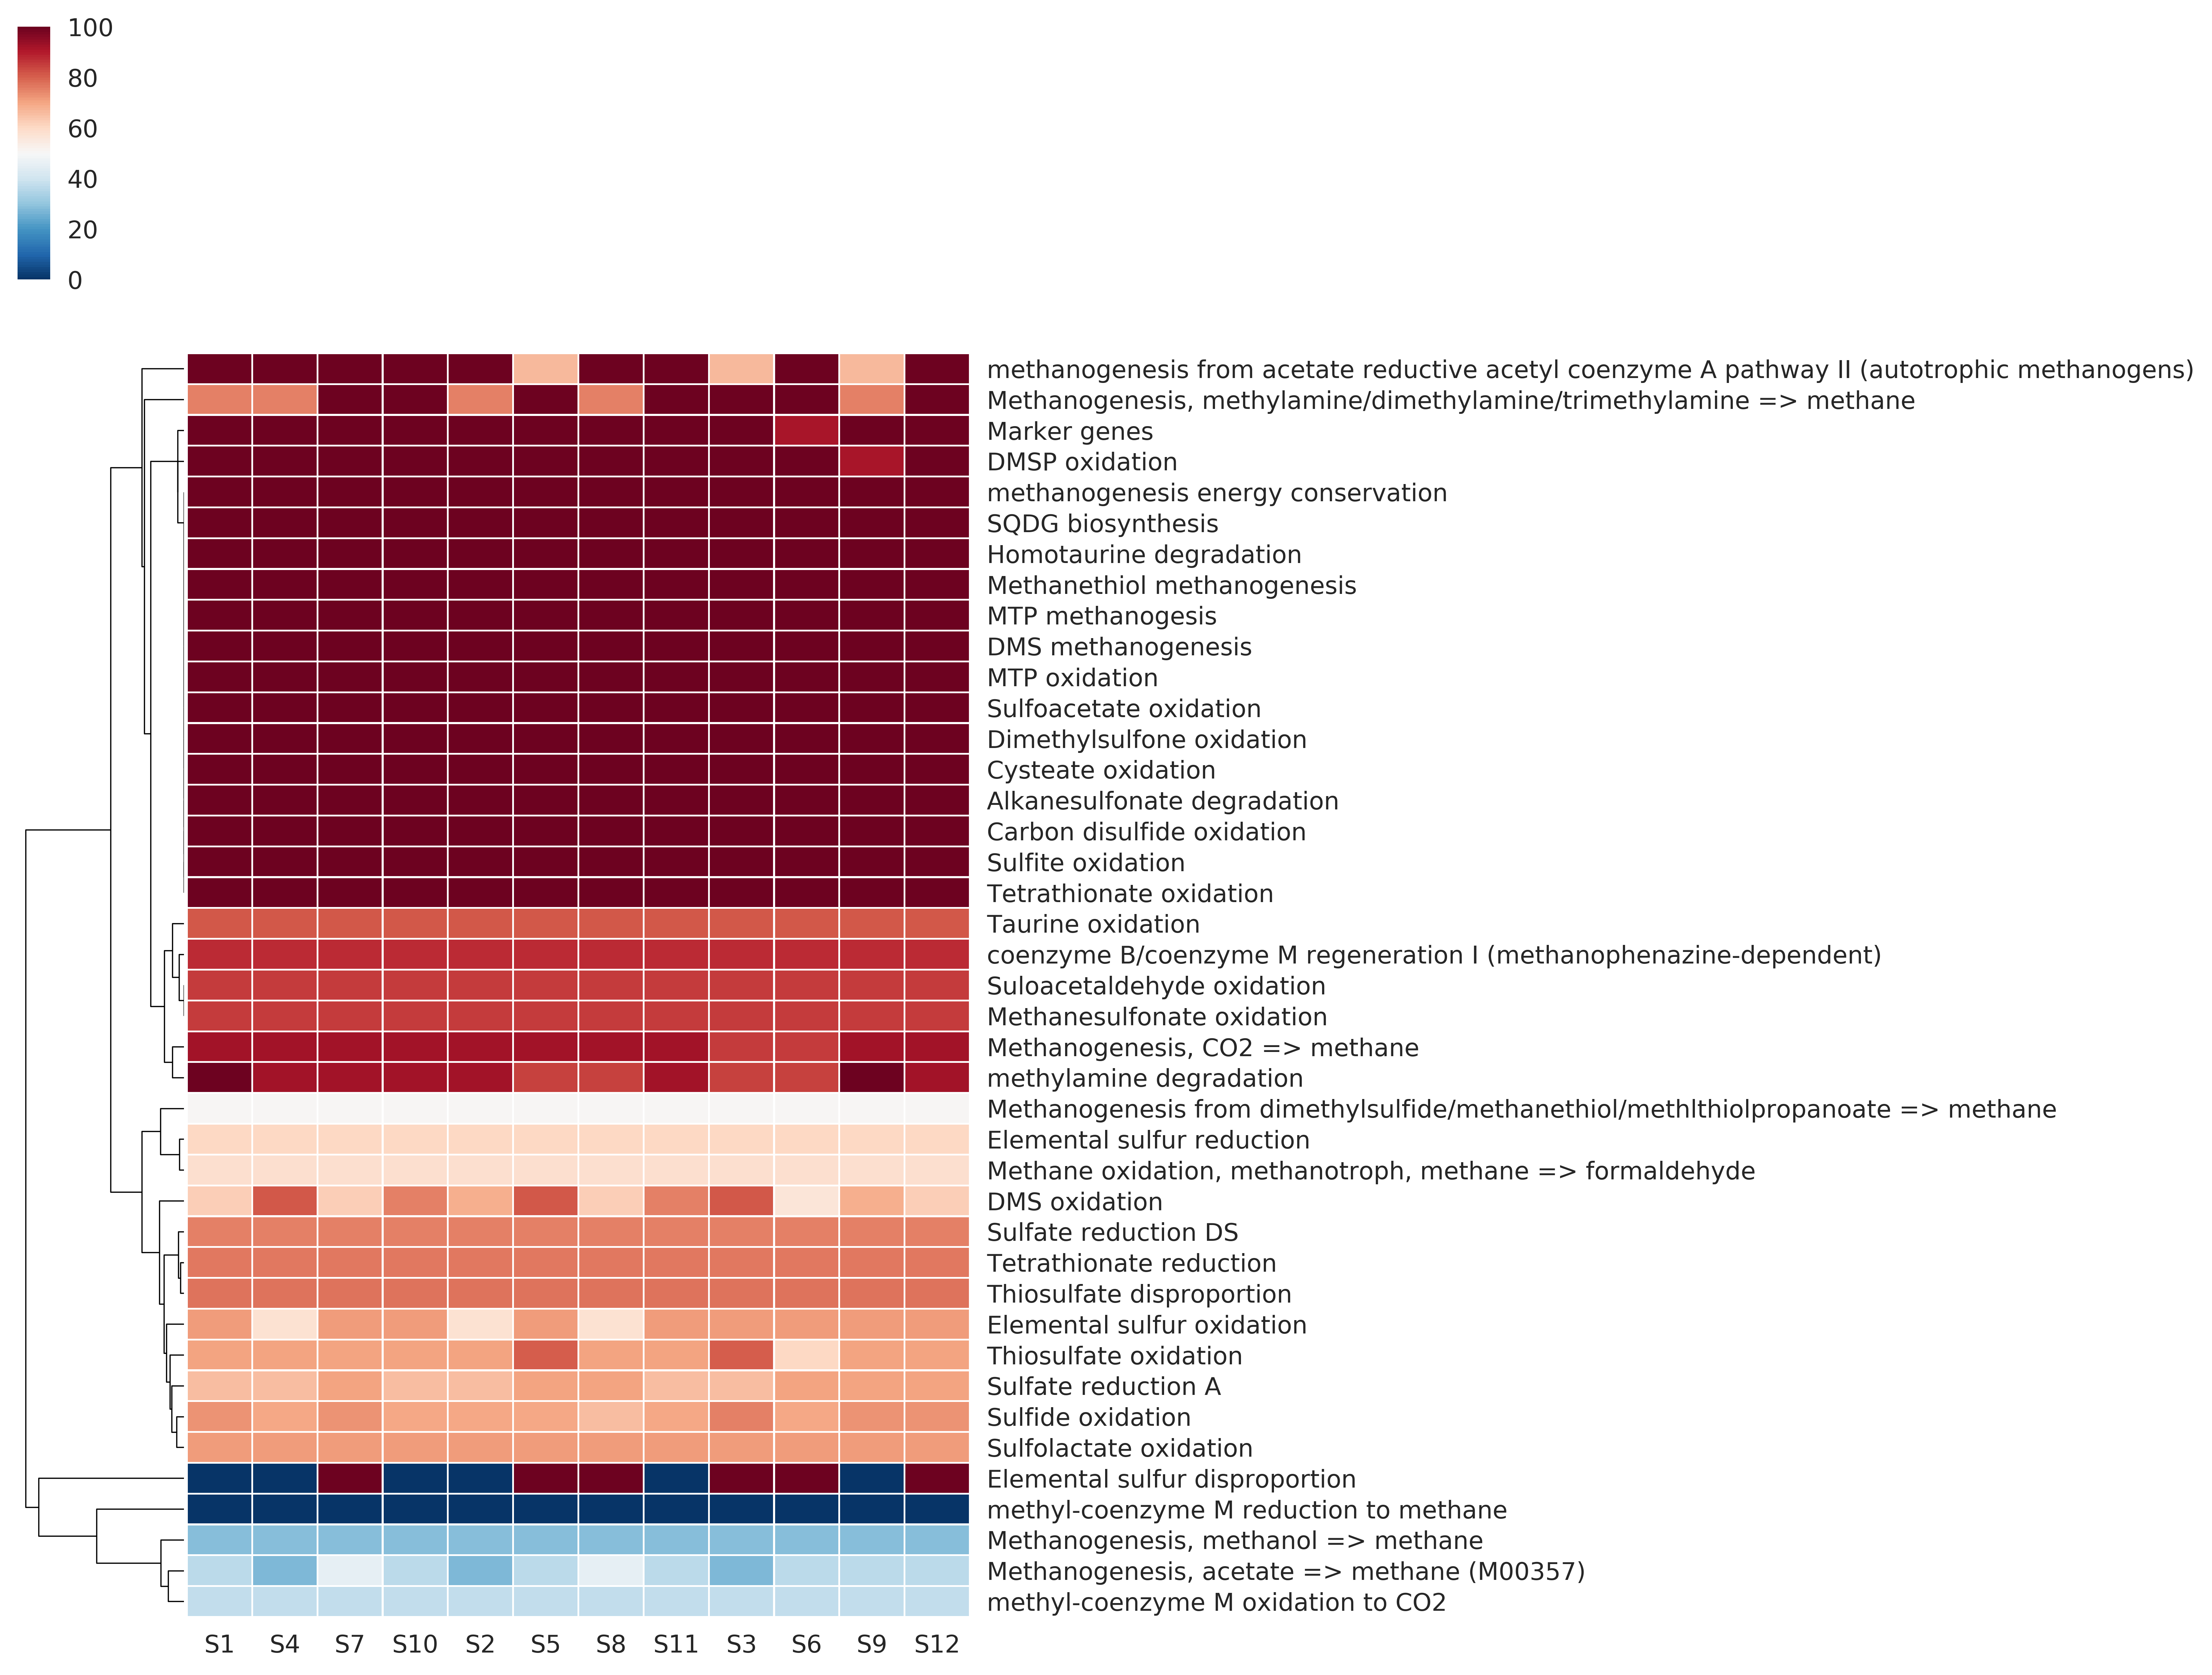 100
80
60
40
20
0
methanogenesis from acetate reductive acetyl coenzyme A pathway II (autotrophic methanogens)
Methanogenesis, methylamine/dimethylamine/trimethylamine => methane
Marker genes
DMSP oxidation
methanogenesis energy conservation
SQDG biosynthesis
Homotaurine degradation
Methanethiol methanogenesis
MTP methanogesis
DMS methanogenesis
MTP oxidation
Sulfoacetate oxidation
Dimethylsulfone oxidation
Cysteate oxidation
Alkanesulfonate degradation
Carbon disulfide oxidation
Sulfite oxidation
Tetrathionate oxidation
Taurine oxidation
coenzyme B/coenzyme M regeneration I (methanophenazine-dependent)
Suloacetaldehyde oxidation
Methanesulfonate oxidation
Methanogenesis, CO2 => methane
methylamine degradation
Methanogenesis from dimethylsulfide/methanethiol/methlthiolpropanoate => methane
Elemental sulfur reduction
Methane oxidation, methanotroph, methane => formaldehyde
DMS oxidation
Sulfate reduction DS
Tetrathionate reduction
Thiosulfate disproportion
Elemental sulfur oxidation
Thiosulfate oxidation
Sulfate reduction A
Sulfide oxidation
Sulfolactate oxidation
Elemental sulfur disproportion
methyl-coenzyme M reduction to methane
Methanogenesis, methanol => methane
Methanogenesis, acetate => methane (M00357)
methyl-coenzyme M oxidation to CO2
S1 S4 S7 S10 S2 S5 S8 S11 S3 S6 S9 S12